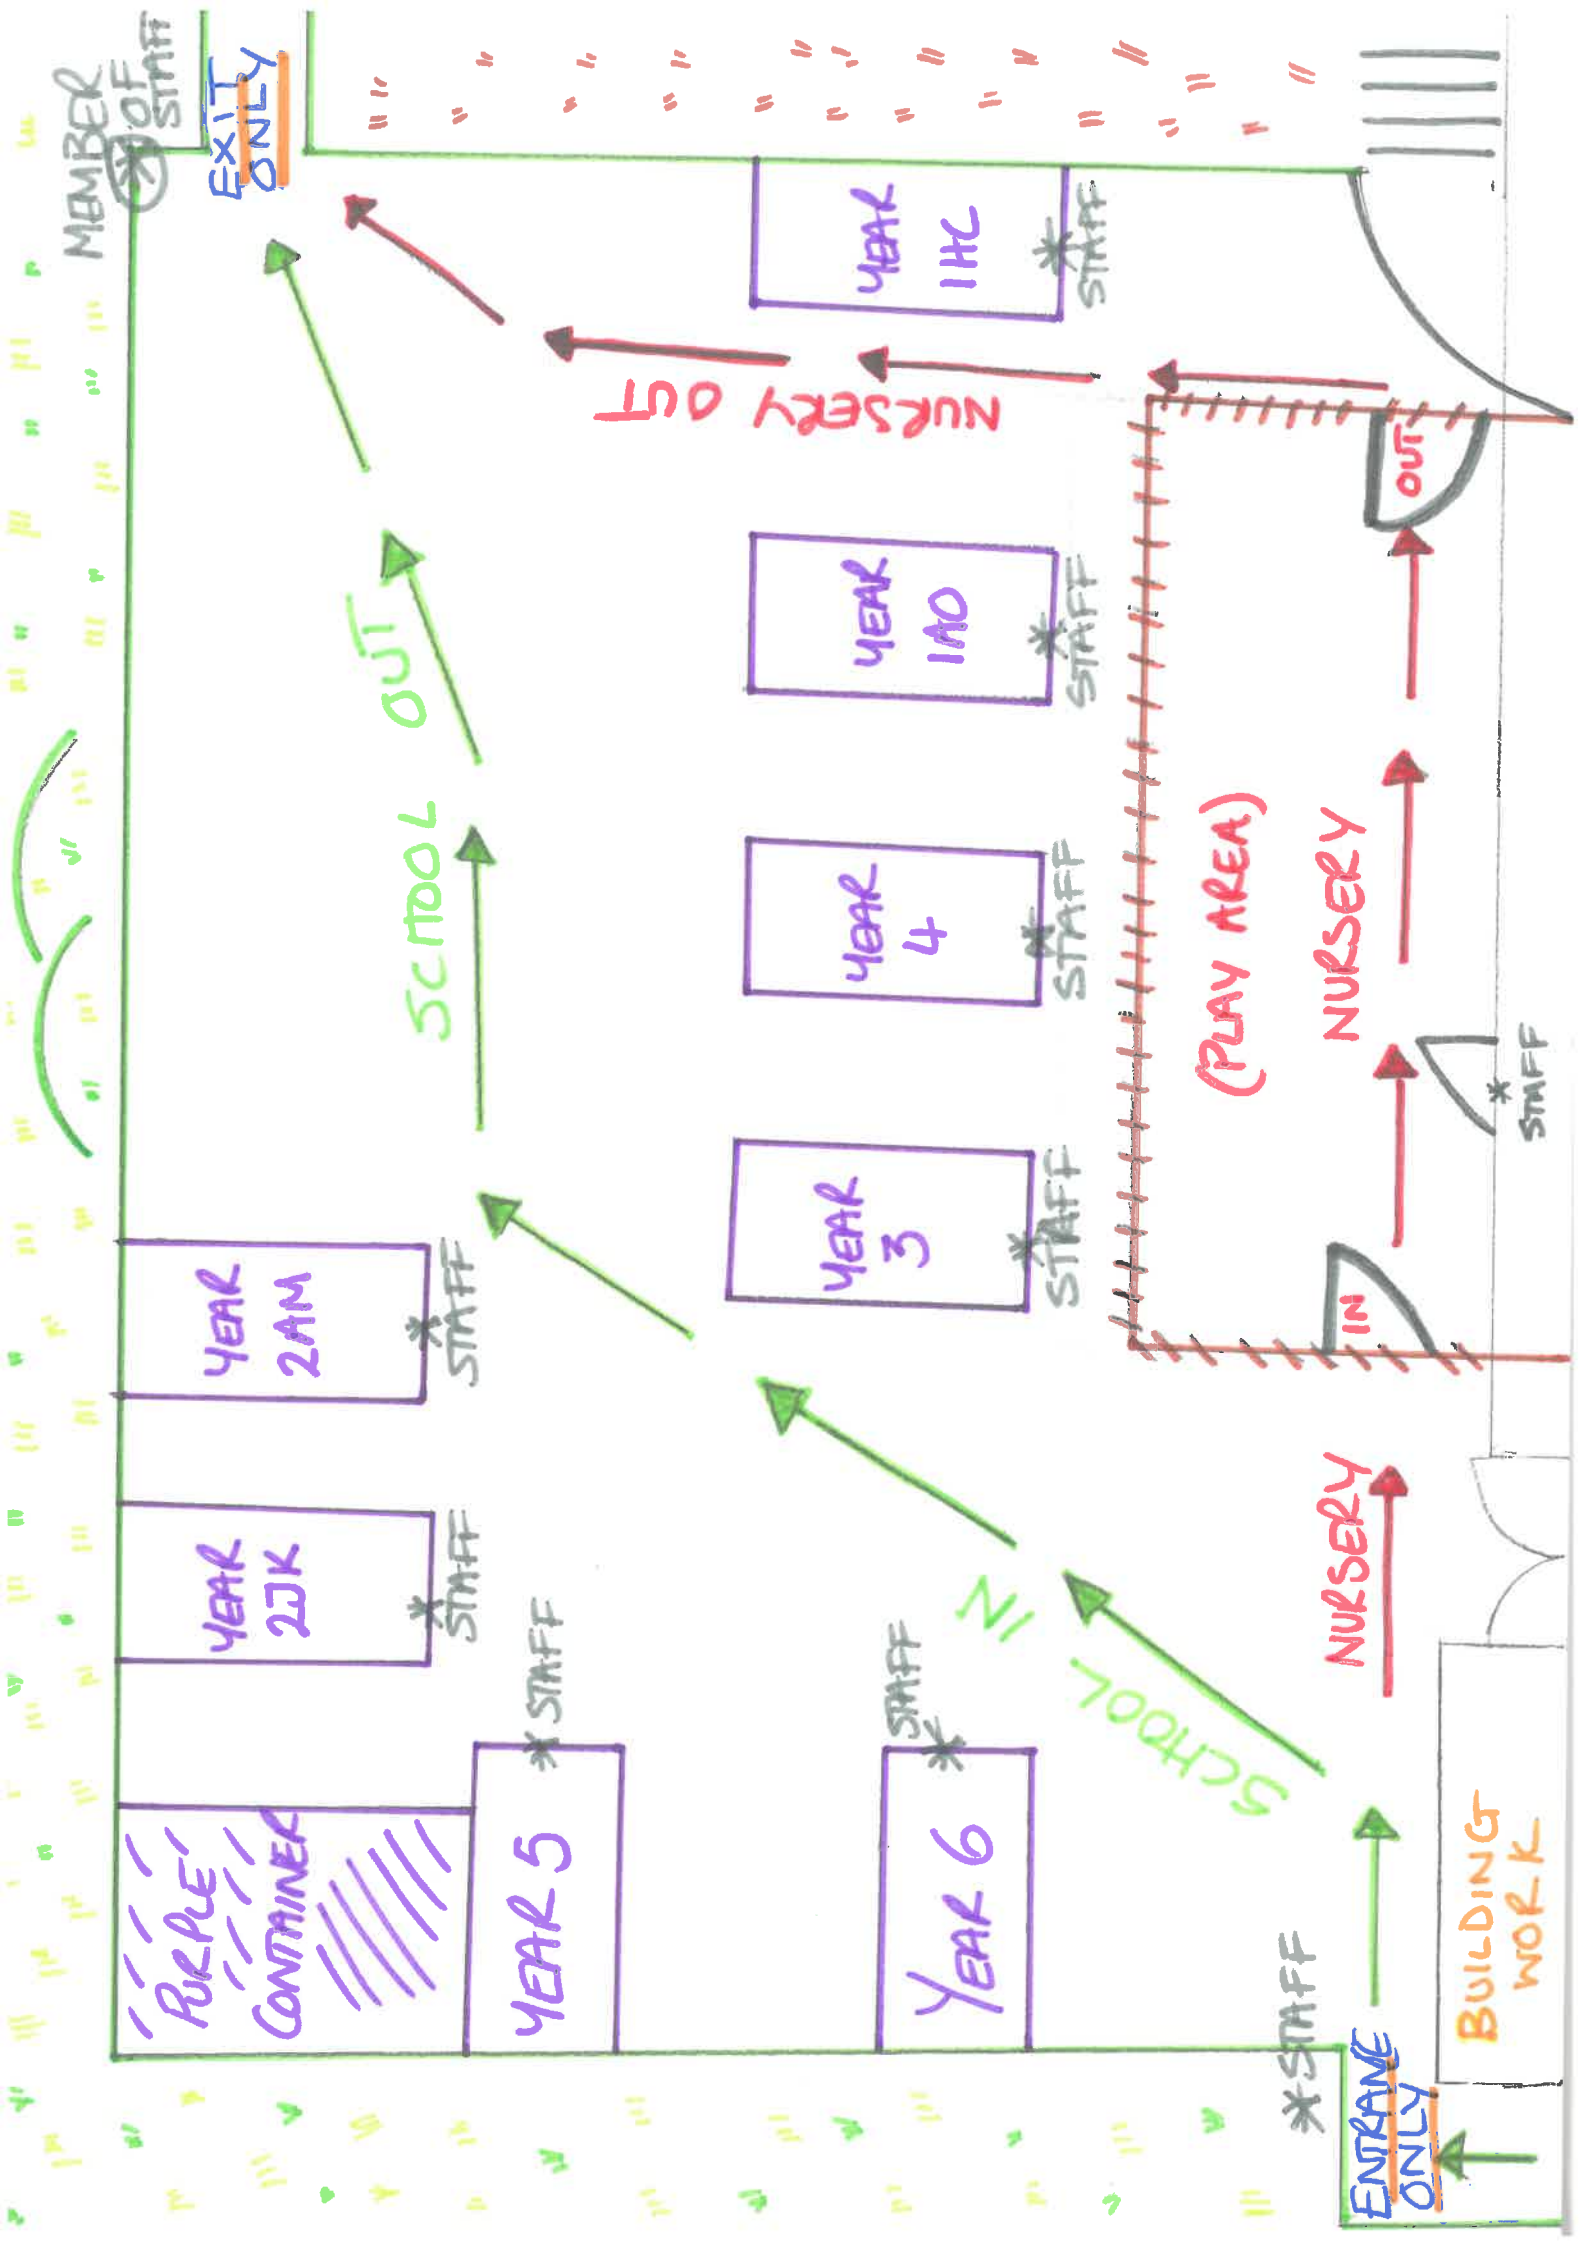 MEMBER
OF
STAFF
EXIT
ONLY
YEAR
1HC
STAFF
NURSERY OUT
SCHOOL OUT
YEAR
1AO
STAFF
YEAR
4
STAFF
YEAR
3
STAFF
(PLAY AREA)
NURSERY
OUT
IN
STAFF
YEAR
2AM
STAFF
YEAR
2JK
STAFF
PURPLE
CONTAINER
YEAR 5
STAFF
YEAR 6
STAFF
SCHOOL IN
NURSERY
STAFF
ENTRANE
ONLY
BUILDING
WORK